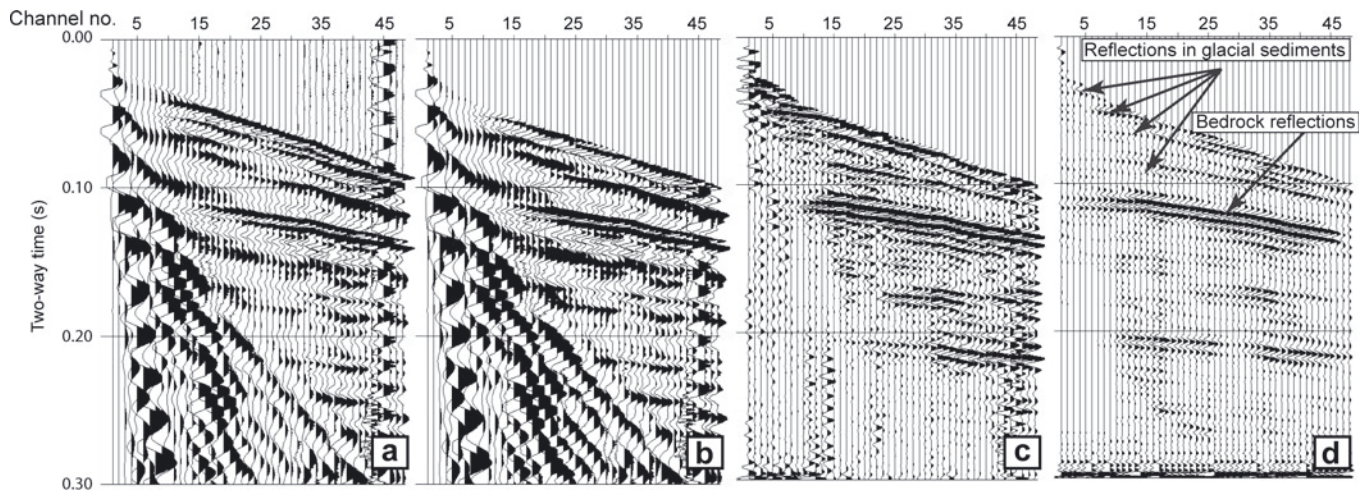 Channel no. 5 15 25 35 45 5 15 25 35 45 5 15 25 35 45 5 15 25 35 45
0.00
Reflections in glacial sediments
Bedrock reflections
0.10
Two-way time (s)
0.20
a b c d
0.30